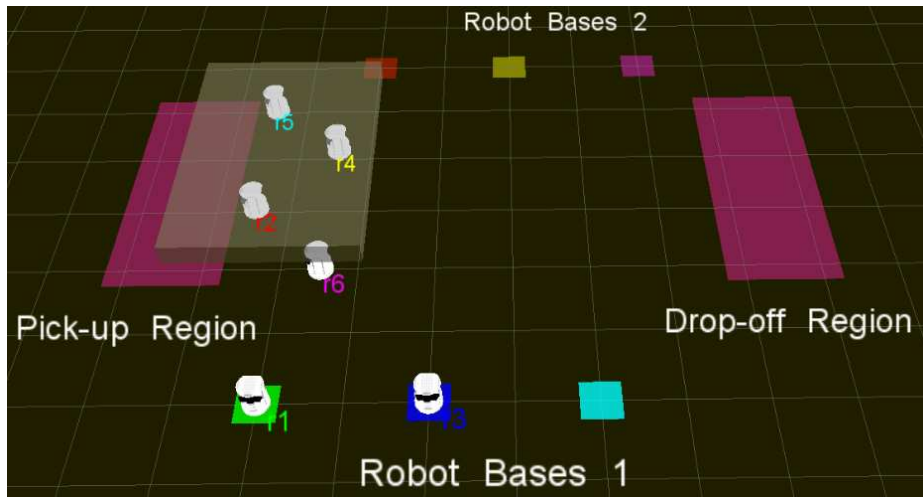 Robot Bases 2
r5
r4
r2
r6
Pick-up Region
Drop-off Region
r1
r3
Robot Bases 1